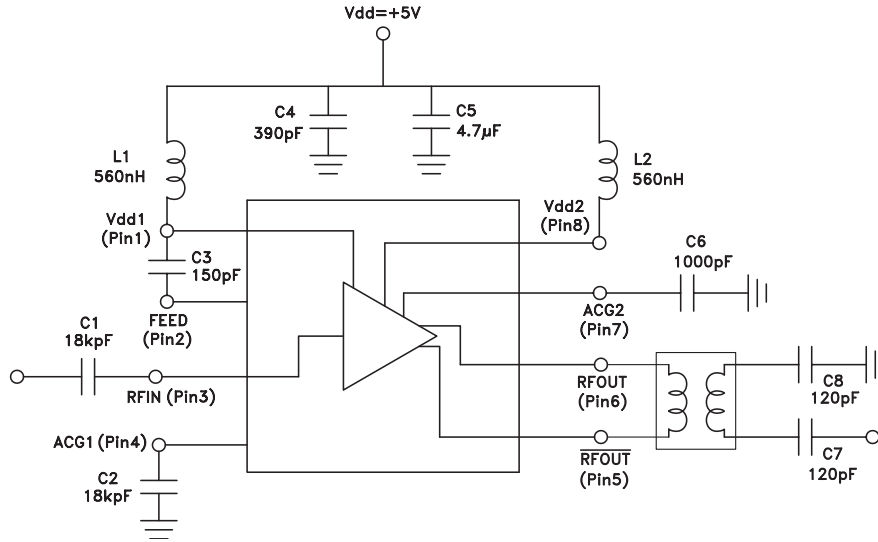 Vdd=+5V
C4
390pF
C5
4.7µF
L1
560nH
L2
560nH
Vdd1
(Pin1)
Vdd2
(Pin8)
C3
150pF
C6
1000pF
FEED
(Pin2)
ACG2
(Pin7)
C1
18kpF
RFIN (Pin3)
RFOUT
(Pin6)
C8
120pF
ACG1 (Pin4)
C2
18kpF
RFOUT
(Pin5)
C7
120pF